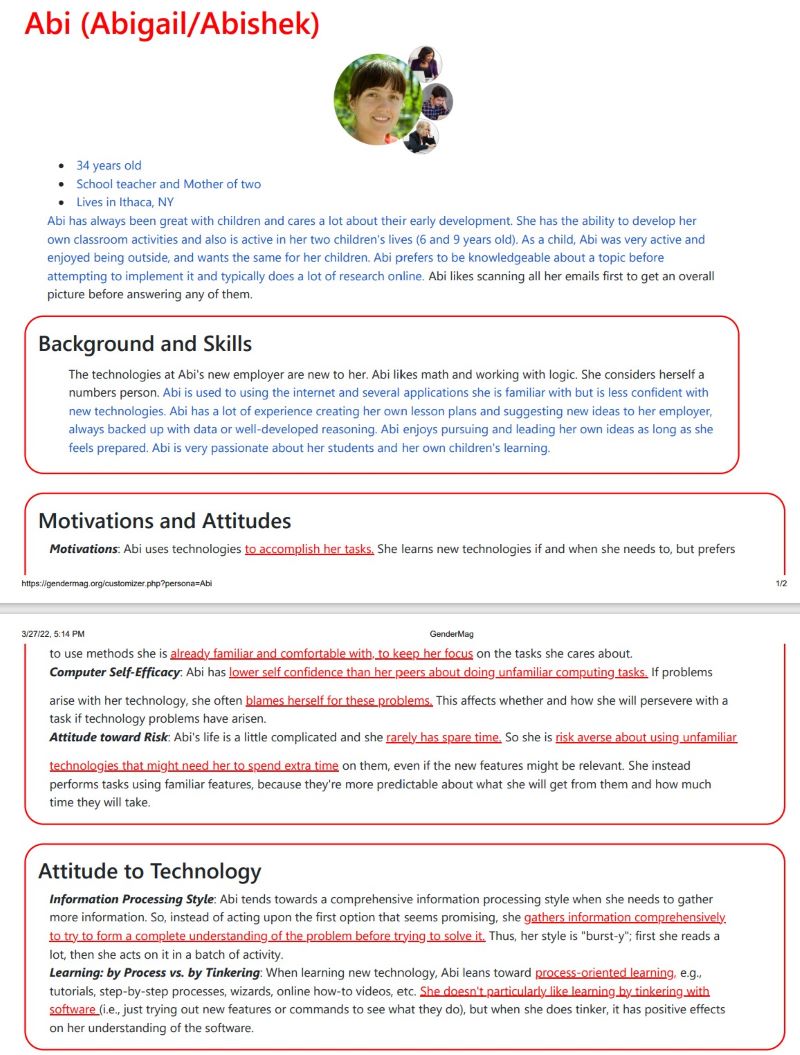 Abi (Abigail/Abishek)
• 34 years old
• School teacher and Mother of two
• Lives in Ithaca, NY
Abi has always been great with children and cares a lot about their early development. She has the ability to develop her
own classroom activities and also is active in her two children's lives (6 and 9 years old). As a child, Abi was very active and
enjoyed being outside, and wants the same for her children. Abi prefers to be knowledgeable about a topic before
attempting to implement it and typically does a lot of research online. Abi likes scanning all her emails first to get an overall
picture before answering any of them.
Background and Skills
The technologies at Abi's new employer are new to her. Abi likes math and working with logic. She considers herself a
numbers person. Abi is used to using the internet and several applications she is familiar with but is less confident with
new technologies. Abi has a lot of experience creating her own lesson plans and suggesting new ideas to her employer,
always backed up with data or well-developed reasoning. Abi enjoys pursuing and leading her own ideas as long as she
feels prepared. Abi is very passionate about her students and her own children's learning.
Motivations and Attitudes
Motivations: Abi uses technologies to accomplish her tasks. She learns new technologies if and when she needs to, but prefers
https://gendermag.org/customizer.php?persona=Abi 1/2
3/27/22, 5:14 PM GenderMag
to use methods she is already familiar and comfortable with, to keep her focus on the tasks she cares about.
Computer Self-Efficacy: Abi has lower self confidence than her peers about doing unfamiliar computing tasks. If problems
arise with her technology, she often blames herself for these problems. This affects whether and how she will persevere with a
task if technology problems have arisen.
Attitude toward Risk: Abi's life is a little complicated and she rarely has spare time. So she is risk averse about using unfamiliar
technologies that might need her to spend extra time on them, even if the new features might be relevant. She instead
performs tasks using familiar features, because they're more predictable about what she will get from them and how much
time they will take.
Attitude to Technology
Information Processing Style: Abi tends towards a comprehensive information processing style when she needs to gather
more information. So, instead of acting upon the first option that seems promising, she gathers information comprehensively
to try to form a complete understanding of the problem before trying to solve it. Thus, her style is "burst-y"; first she reads a
lot, then she acts on it in a batch of activity.
Learning: by Process vs. by Tinkering: When learning new technology, Abi leans toward process-oriented learning, e.g.,
tutorials, step-by-step processes, wizards, online how-to videos, etc. She doesn't particularly like learning by tinkering with
software (i.e., just trying out new features or commands to see what they do), but when she does tinker, it has positive effects
on her understanding of the software.